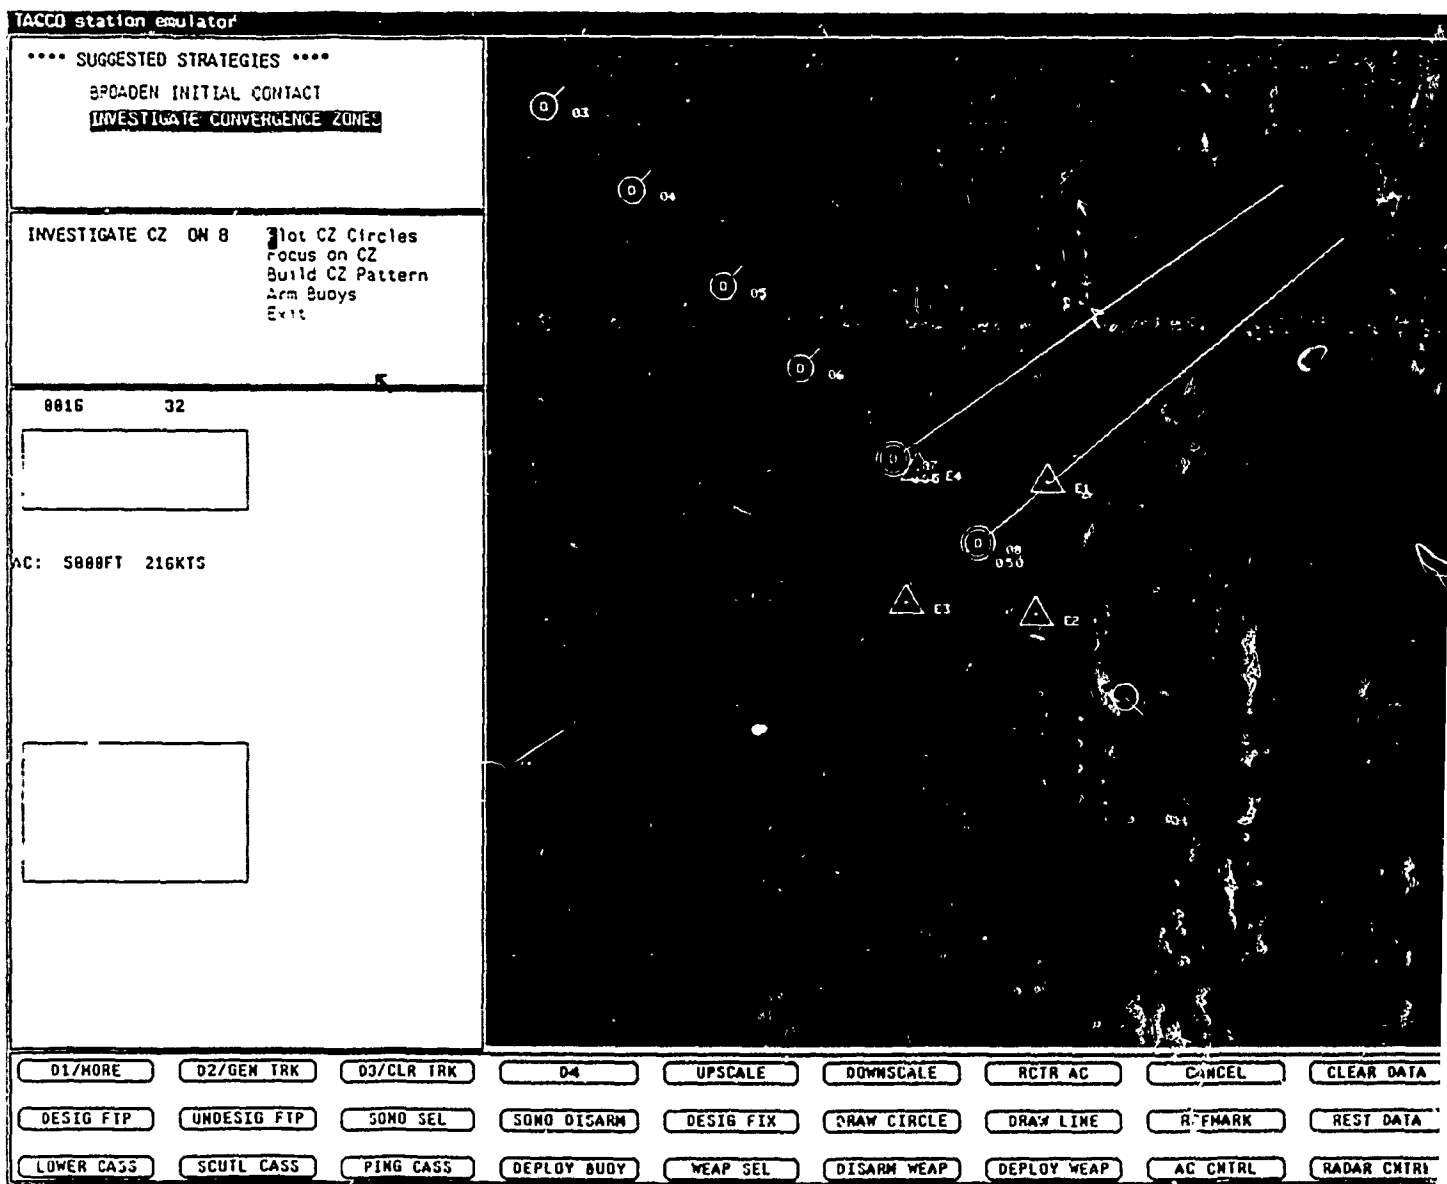 TACCO station emulator
**** SUGGESTED STRATEGIES ****
BROADEN INITIAL CONTACT
INVESTIGATE CONVERGENCE ZONES
INVESTIGATE CZ ON 8
Plot CZ Circles
Focus on CZ
Build CZ Pattern
Arm Buoys
Exit
0016 32
AC: 5000FT 216KTS
D 03
D 04
D 05
D 06
D 07
056 E4
E1
D 08
050
E3
E2
D1/MORE D2/GEN TRK D3/CLR TRK D4 UPSCALE DOWNSCALE RCTR AC CANCEL CLEAR DATA
DESIG FTP UNDESIG FTP SONO SEL SONO DISARM DESIG FIX DRAW CIRCLE DRAW LINE REFMARK REST DATA
LOWER CASS SCUTL CASS PING CASS DEPLOY BUOY WEAP SEL DISARM WEAP DEPLOY WEAP AC CNTRL RADAR CNTRL